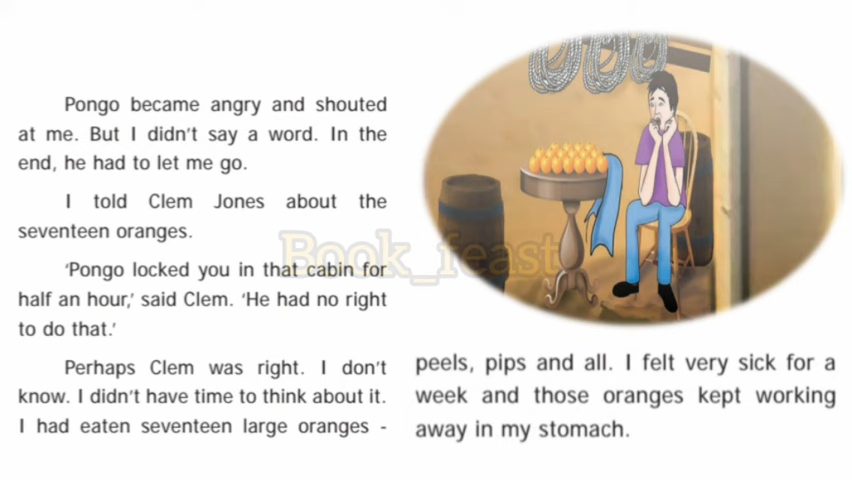 Pongo became angry and shouted
at me. But I didn't say a word. In the
end, he had to let me go.
I told Clem Jones about the
seventeen oranges.
'Pongo locked you in that cabin for
half an hour,' said Clem. 'He had no right
to do that.'
Perhaps Clem was right. I don't
know. I didn't have time to think about it.
I had eaten seventeen large oranges -
peels, pips and all. I felt very sick for a
week and those oranges kept working
away in my stomach.
Book_feast